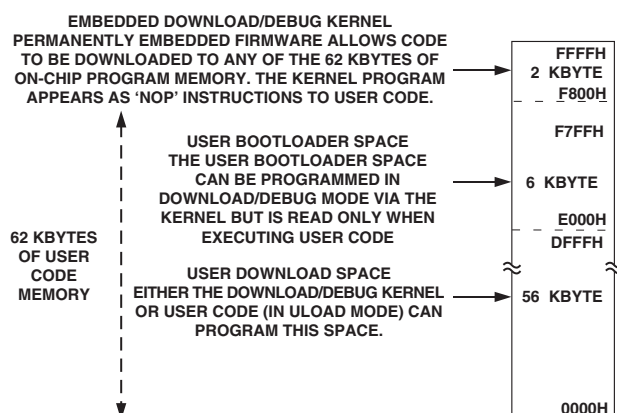 EMBEDDED DOWNLOAD/DEBUG KERNEL
PERMANENTLY EMBEDDED FIRMWARE ALLOWS CODE
TO BE DOWNLOADED TO ANY OF THE 62 KBYTES OF
ON-CHIP PROGRAM MEMORY. THE KERNEL PROGRAM
APPEARS AS ‘NOP’ INSTRUCTIONS TO USER CODE.
FFFFH
2 KBYTE
F800H
USER BOOTLOADER SPACE
THE USER BOOTLOADER SPACE
CAN BE PROGRAMMED IN
DOWNLOAD/DEBUG MODE VIA THE
KERNEL BUT IS READ ONLY WHEN
EXECUTING USER CODE
F7FFH
6 KBYTE
E000H
62 KBYTES
OF USER
CODE
MEMORY
USER DOWNLOAD SPACE
EITHER THE DOWNLOAD/DEBUG KERNEL
OR USER CODE (IN ULOAD MODE) CAN
PROGRAM THIS SPACE.
DFFFH
56 KBYTE
0000H